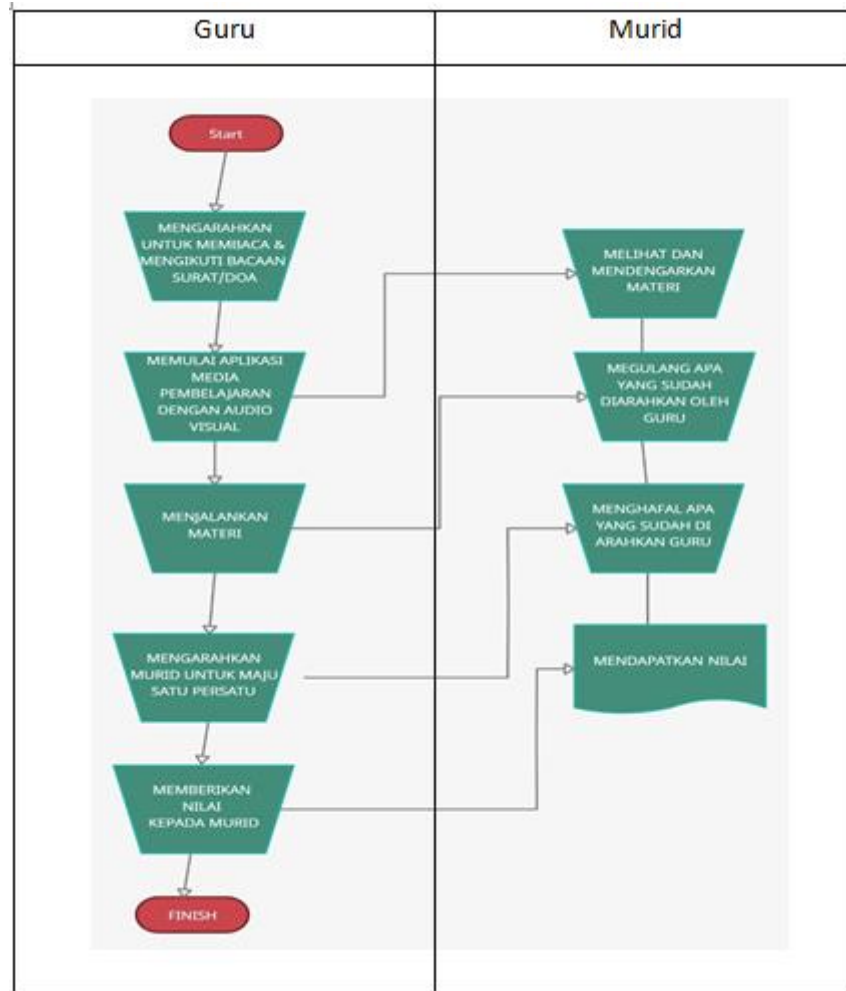 Guru
Murid
Start
MENGARAHKAN
UNTUK MEMBACA &
MENGIKUTI BACAAN
SURAT/DOA
MEMULAI APLIKASI
MEDIA
PEMBELAJARAN
DENGAN AUDIO
VISUAL
MENJALANKAN
MATERI
MENGARAHKAN
MURID UNTUK MAJU
SATU PERSATU
MEMBERIKAN
NILAI
KEPADA MURID
FINISH
MELIHAT DAN
MENDENGARKAN
MATERI
MEGULANG APA
YANG SUDAH
DIARAHKAN OLEH
GURU
MENGHAFAL APA
YANG SUDAH DI
ARAHKAN GURU
MENDAPATKAN NILAI